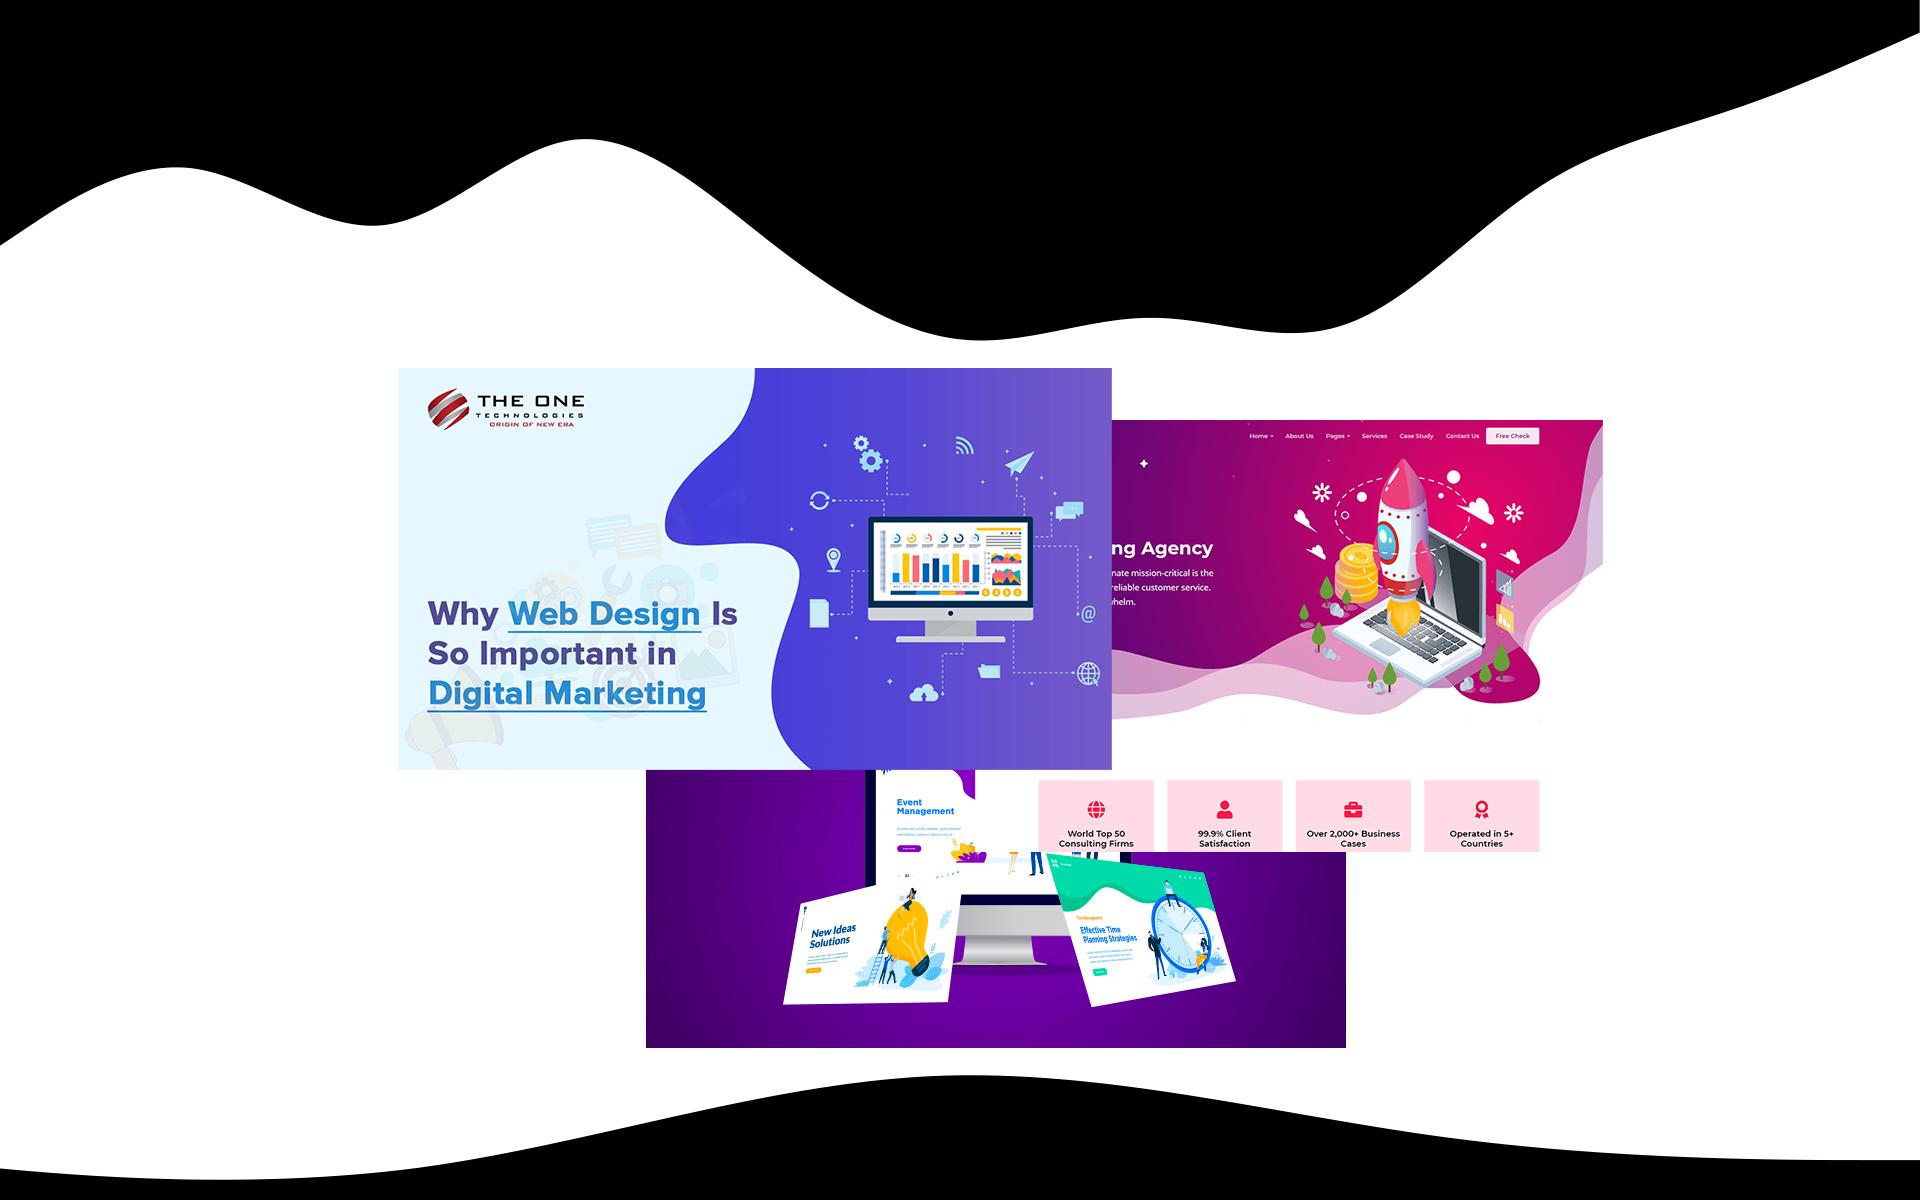 THE ONE
TECHNOLOGIES
ORIGIN OF NEW ERA
Why Web Design Is
So Important in
Digital Marketing
Home
About Us
Pages
Services
Case Study
Contact Us
Free Check
ng Agency
nate mission-critical is the
reliable customer service.
whelm.
World Top 50
Consulting Firms
99.9% Client
Satisfaction
Over 2,000+ Business
Cases
Operated in 5+
Countries
Event
Management
New Ideas
Solutions
Time Management
Effective Time
Planning Strategies